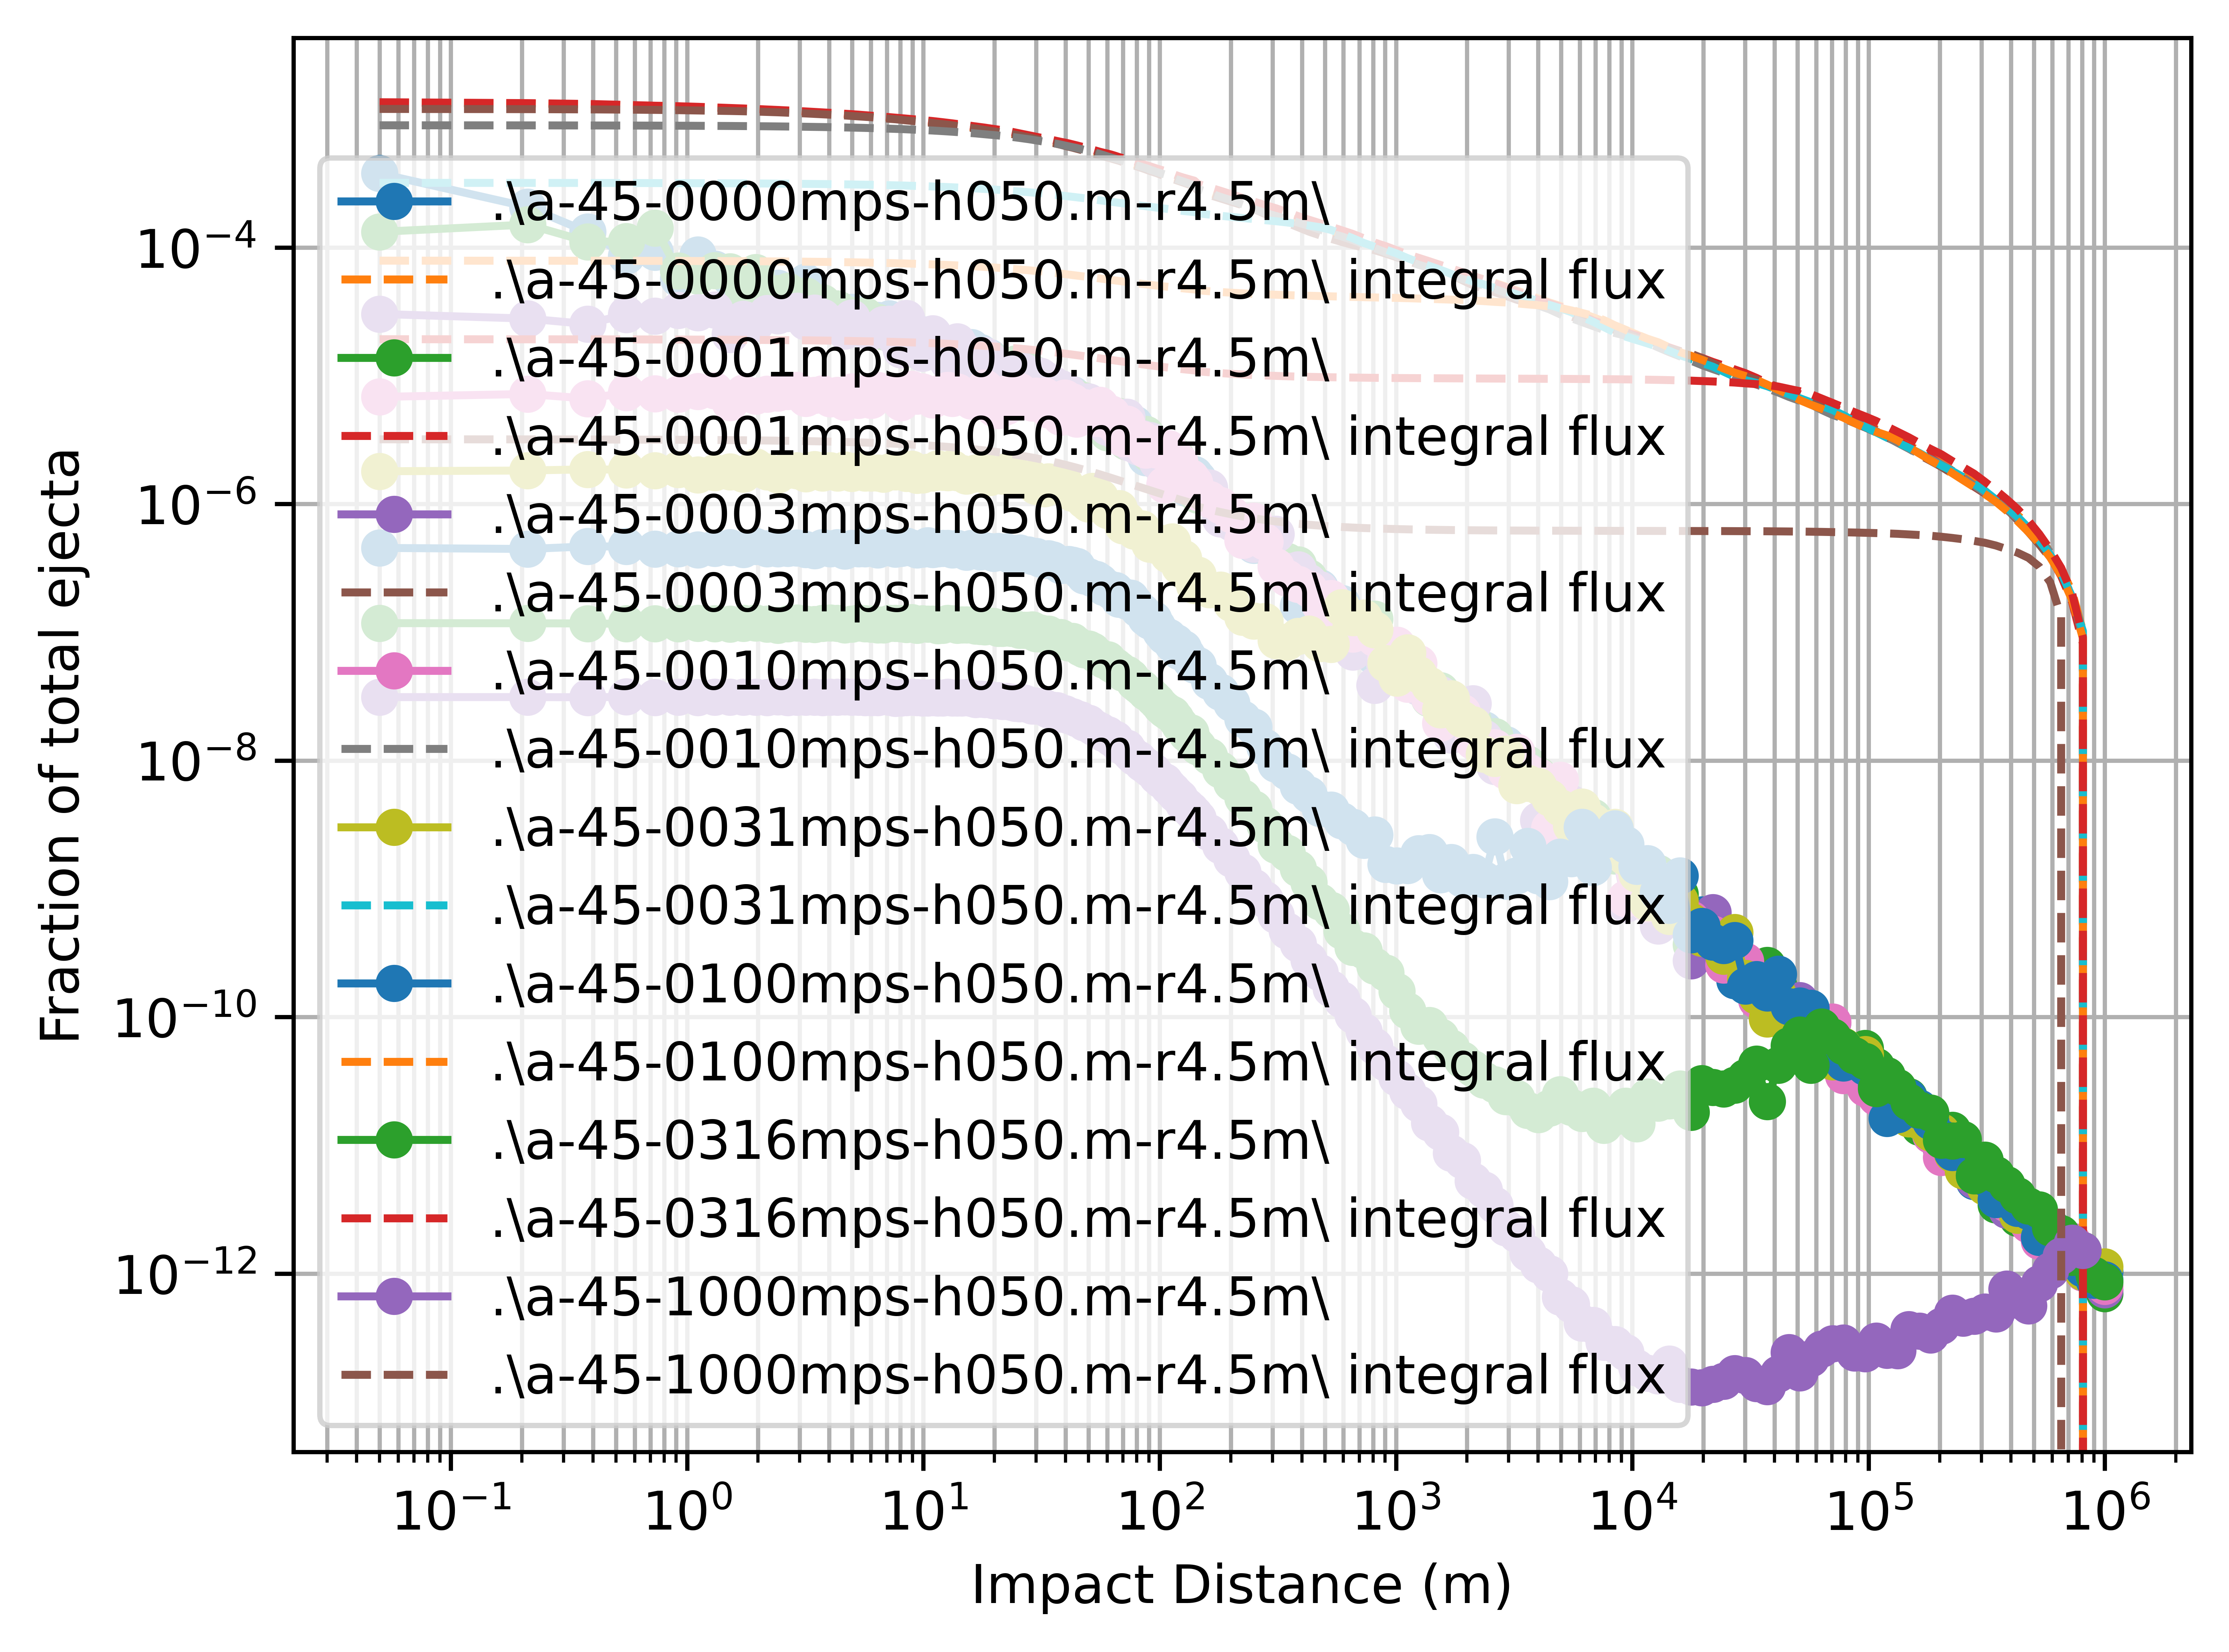 .\a-45-0000mps-h050.m-r4.5m\
.\a-45-0000mps-h050.m-r4.5m\ integral flux
.\a-45-0001mps-h050.m-r4.5m\
.\a-45-0001mps-h050.m-r4.5m\ integral flux
.\a-45-0003mps-h050.m-r4.5m\
.\a-45-0003mps-h050.m-r4.5m\ integral flux
.\a-45-0010mps-h050.m-r4.5m\
.\a-45-0010mps-h050.m-r4.5m\ integral flux
.\a-45-0031mps-h050.m-r4.5m\
.\a-45-0031mps-h050.m-r4.5m\ integral flux
.\a-45-0100mps-h050.m-r4.5m\
.\a-45-0100mps-h050.m-r4.5m\ integral flux
.\a-45-0316mps-h050.m-r4.5m\
.\a-45-0316mps-h050.m-r4.5m\ integral flux
.\a-45-1000mps-h050.m-r4.5m\
.\a-45-1000mps-h050.m-r4.5m\ integral flux
Fraction of total ejecta
10⁻⁴
10⁻⁶
10⁻⁸
10⁻¹⁰
10⁻¹²
10⁻¹ 10⁰ 10¹ 10² 10³ 10⁴ 10⁵ 10⁶
Impact Distance (m)